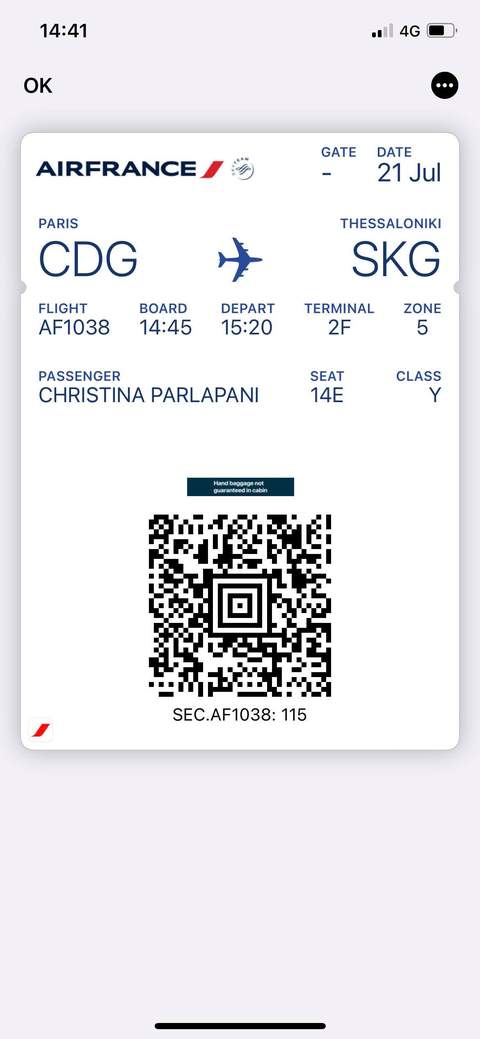 14:41
4G
OK
AIRFRANCE
SKYTEAM
GATE DATE
- 21 Jul
PARIS THESSALONIKI
CDG SKG
FLIGHT BOARD DEPART TERMINAL ZONE
AF1038 14:45 15:20 2F 5
PASSENGER SEAT CLASS
CHRISTINA PARLAPANI 14E Y
Hand baggage not
guaranteed in cabin
SEC.AF1038: 115